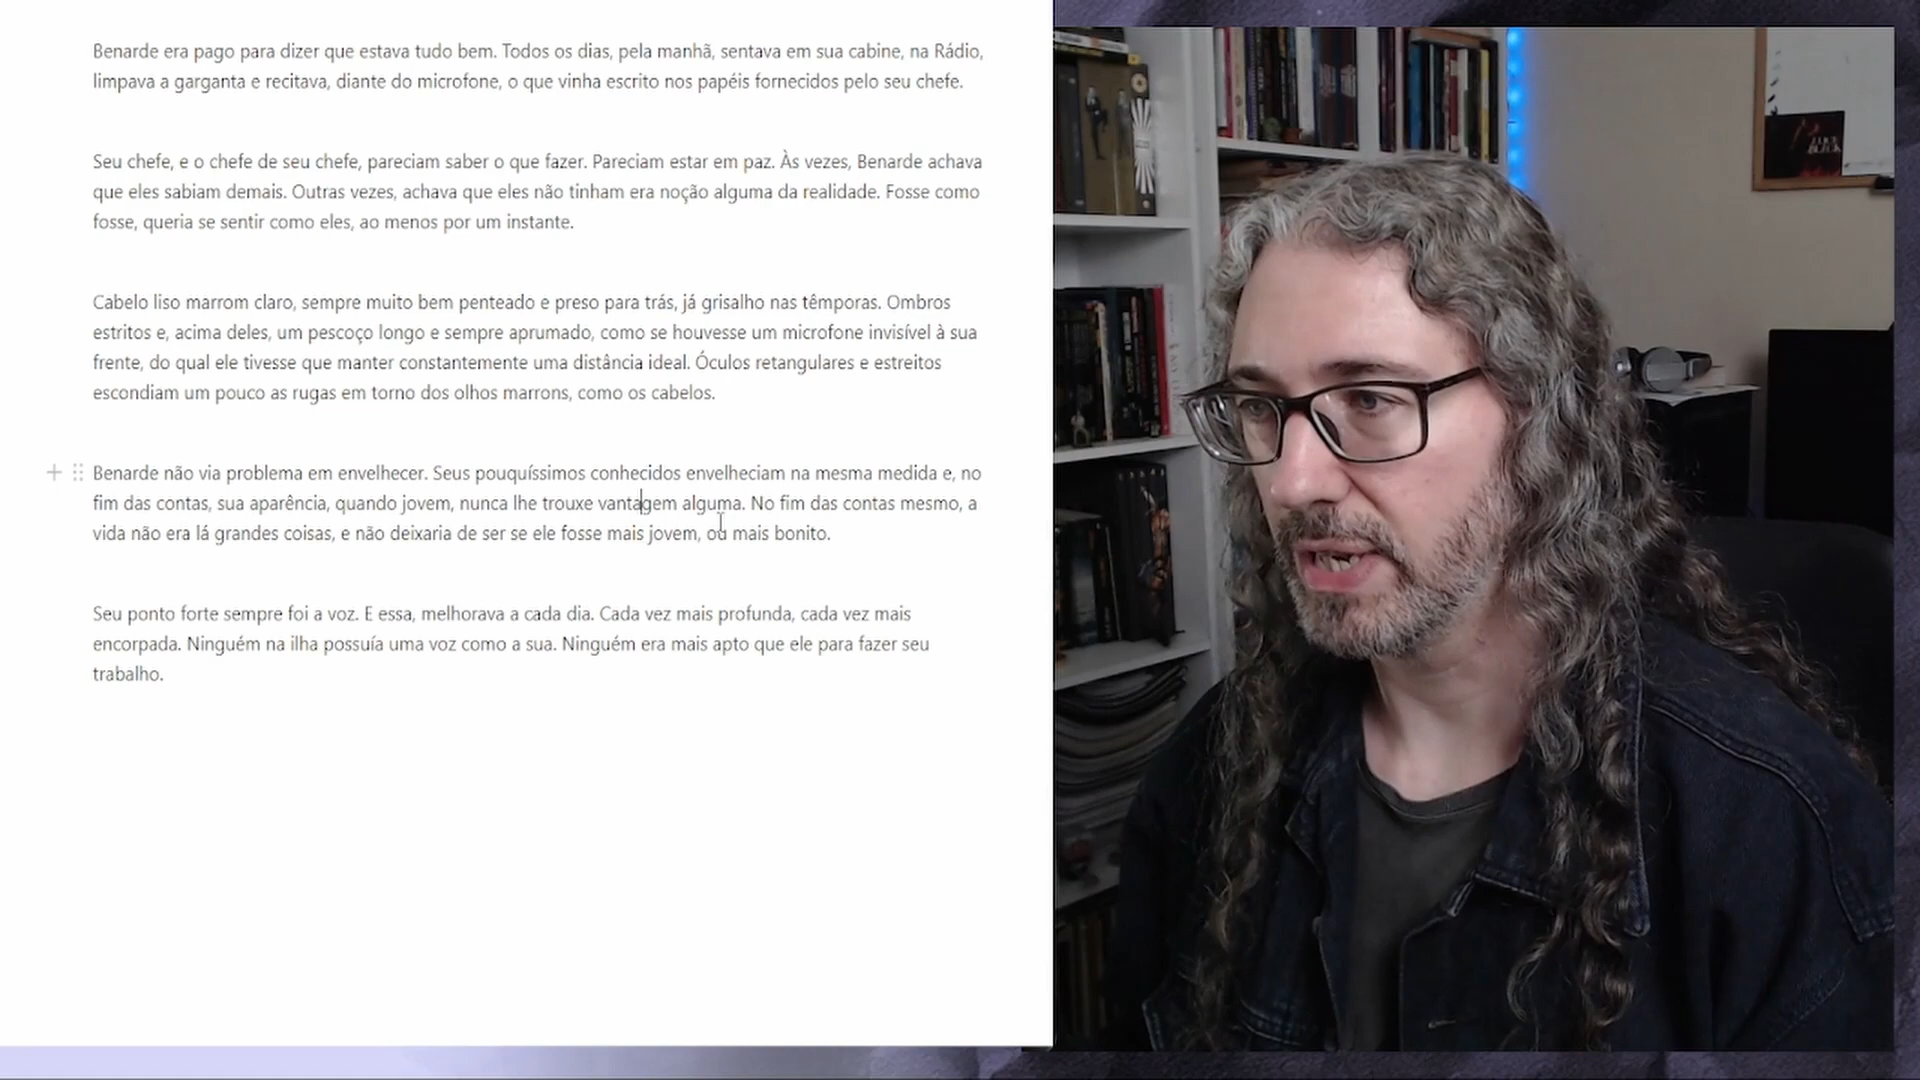 Benarde era pago para dizer que estava tudo bem. Todos os dias, pela manhã, sentava em sua cabine, na Rádio,
limpava a garganta e recitava, diante do microfone, o que vinha escrito nos papéis fornecidos pelo seu chefe.
Seu chefe, e o chefe de seu chefe, pareciam saber o que fazer. Pareciam estar em paz. Às vezes, Benarde achava
que eles sabiam demais. Outras vezes, achava que eles não tinham era noção alguma da realidade. Fosse como
fosse, queria se sentir como eles, ao menos por um instante.
Cabelo liso marrom claro, sempre muito bem penteado e preso para trás, já grisalho nas têmporas. Ombros
estritos e, acima deles, um pescoço longo e sempre aprumado, como se houvesse um microfone invisível à sua
frente, do qual ele tivesse que manter constantemente uma distância ideal. Óculos retangulares e estreitos
escondiam um pouco as rugas em torno dos olhos marrons, como os cabelos.
Benarde não via problema em envelhecer. Seus pouquíssimos conhecidos envelheciam na mesma medida e, no
fim das contas, sua aparência, quando jovem, nunca lhe trouxe vantagem alguma. No fim das contas mesmo, a
vida não era lá grandes coisas, e não deixaria de ser se ele fosse mais jovem, ou mais bonito.
Seu ponto forte sempre foi a voz. E essa, melhorava a cada dia. Cada vez mais profunda, cada vez mais
encorpada. Ninguém na ilha possuía uma voz como a sua. Ninguém era mais apto que ele para fazer seu
trabalho.